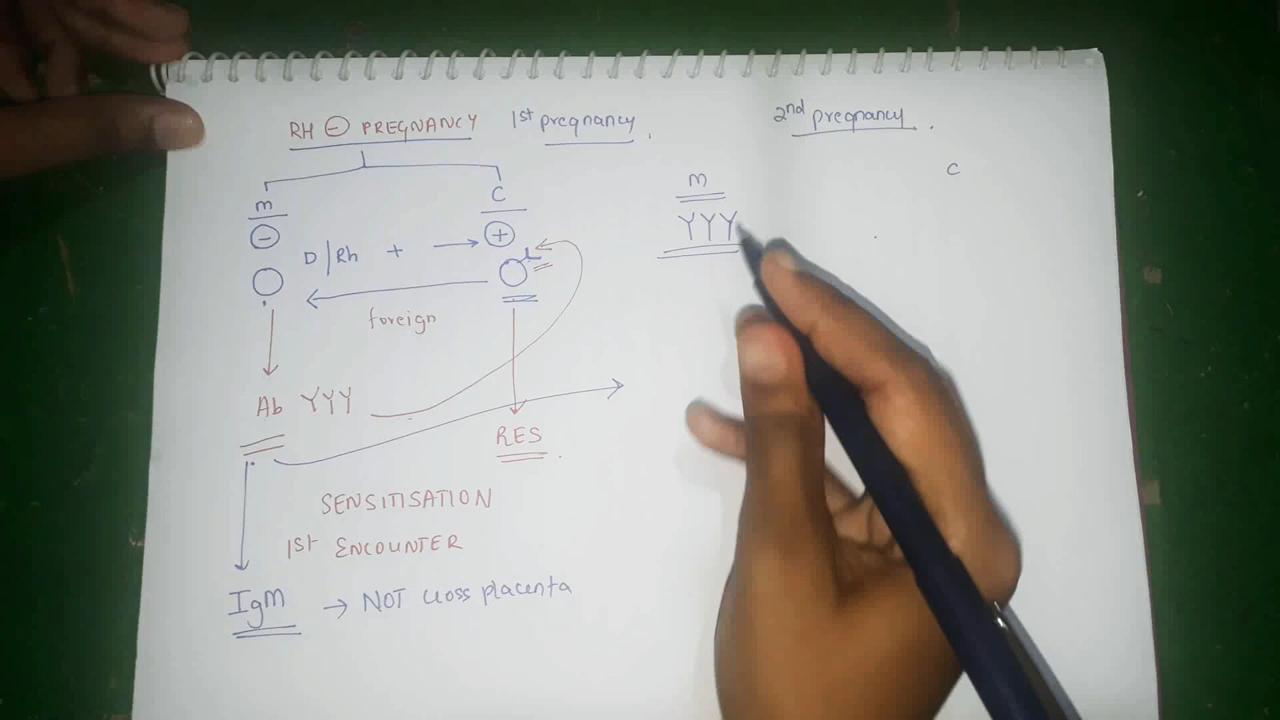 RH ⊖ PREGNANCY 1st pregnancy.
2nd pregnancy.
m
C
⊖
⊕
D/Rh +
foreign
Ab YYY
RES
SENSITISATION
1st ENCOUNTER
IgM → NOT cross placenta
m
YYY
C